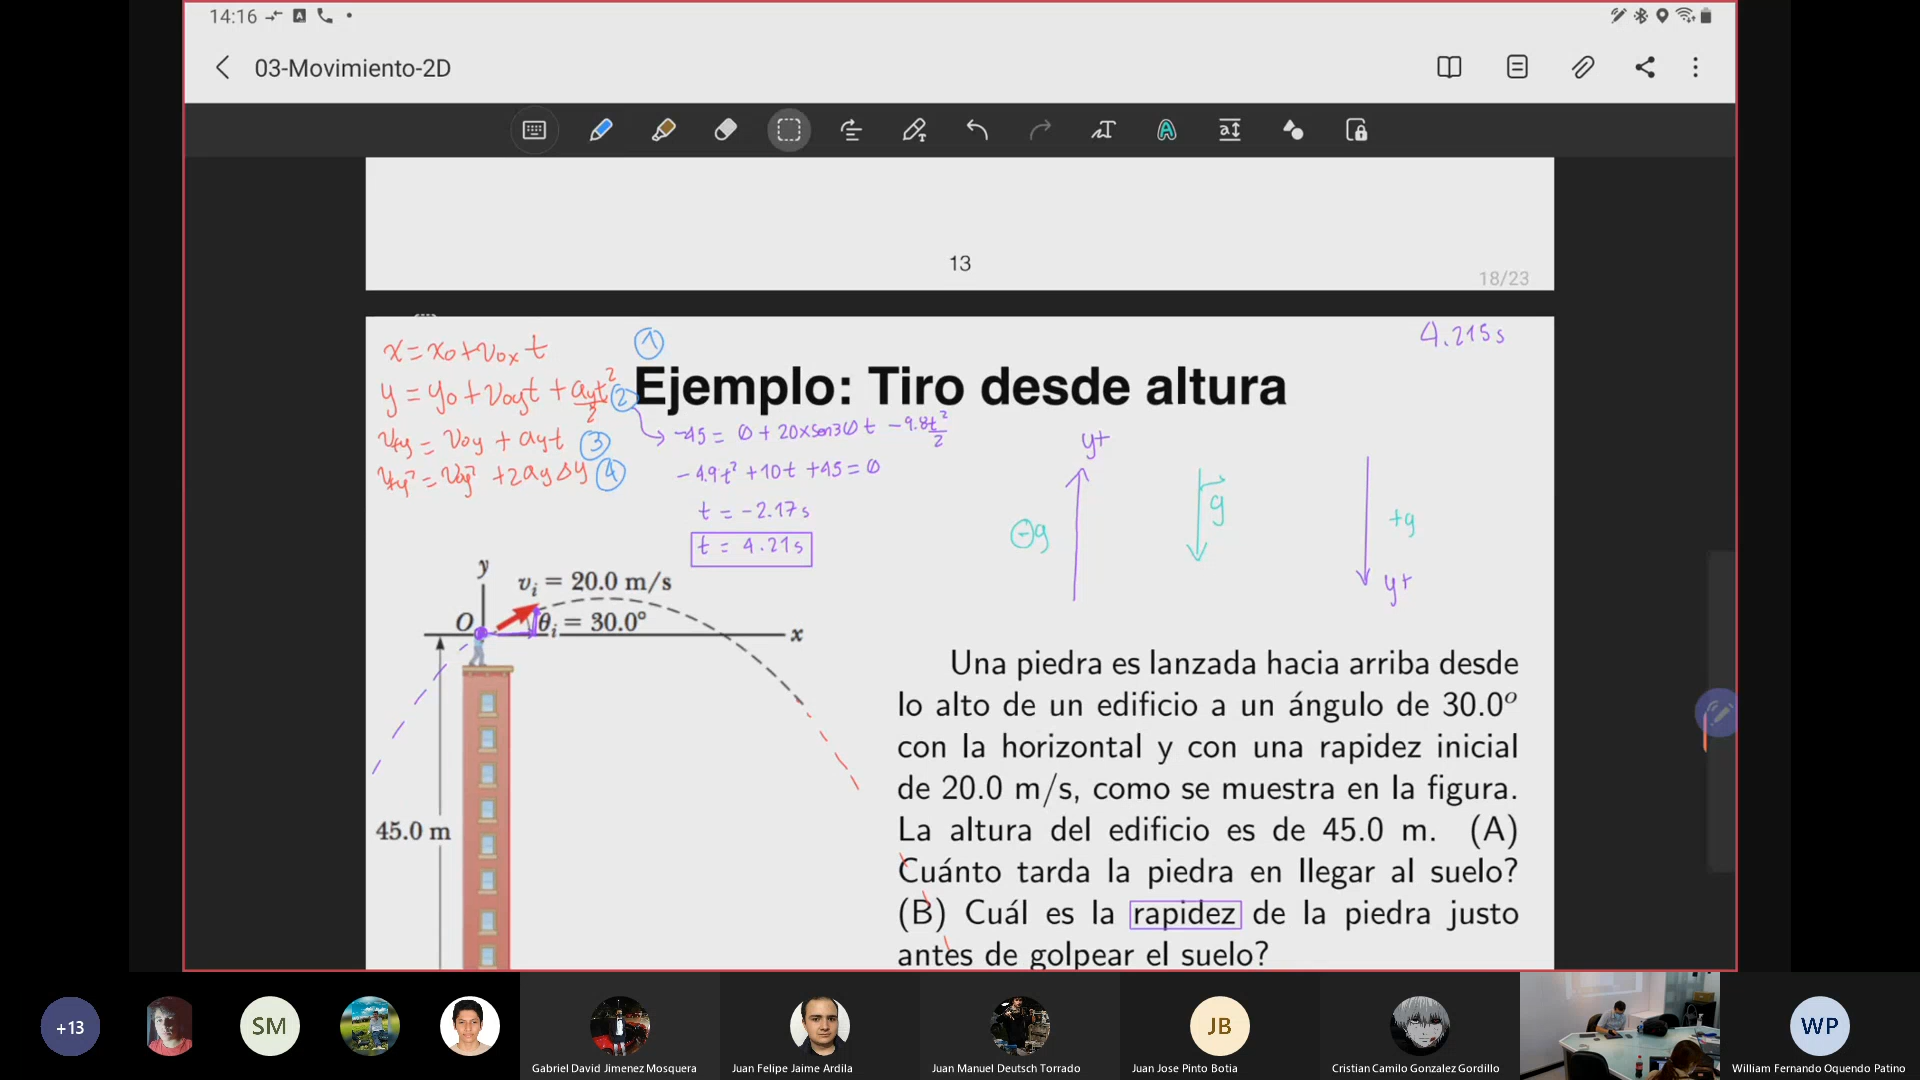 14:16
03-Movimiento-2D
13
18/23
4.215s
x = x₀ + v₀ₓ t ①
Ejemplo: Tiro desde altura
y = y₀ + v₀yt + ayt²/2 ②
-45 = 0 + 20xsen30 t - 9.8t²/2
vfy = v₀y + ayt ③
vfy² = v₀y² + 2ay∆y ④
-4.9t² + 10t + 45 = 0
t = -2.17s
t = 4.21s
y+
-g
g
+g
y+
y
vᵢ = 20.0 m/s
O
θᵢ = 30.0°
x
45.0 m
Una piedra es lanzada hacia arriba desde
lo alto de un edificio a un ángulo de 30.0º
con la horizontal y con una rapidez inicial
de 20.0 m/s, como se muestra en la figura.
La altura del edificio es de 45.0 m. (A)
Cuánto tarda la piedra en llegar al suelo?
(B) Cuál es la rapidez de la piedra justo
antes de golpear el suelo?
+13
SM
JB
WP
Gabriel David Jimenez Mosquera
Juan Felipe Jaime Ardila
Juan Manuel Deutsch Torrado
Juan Jose Pinto Botia
Cristian Camilo Gonzalez Gordillo
William Fernando Oquendo Patino